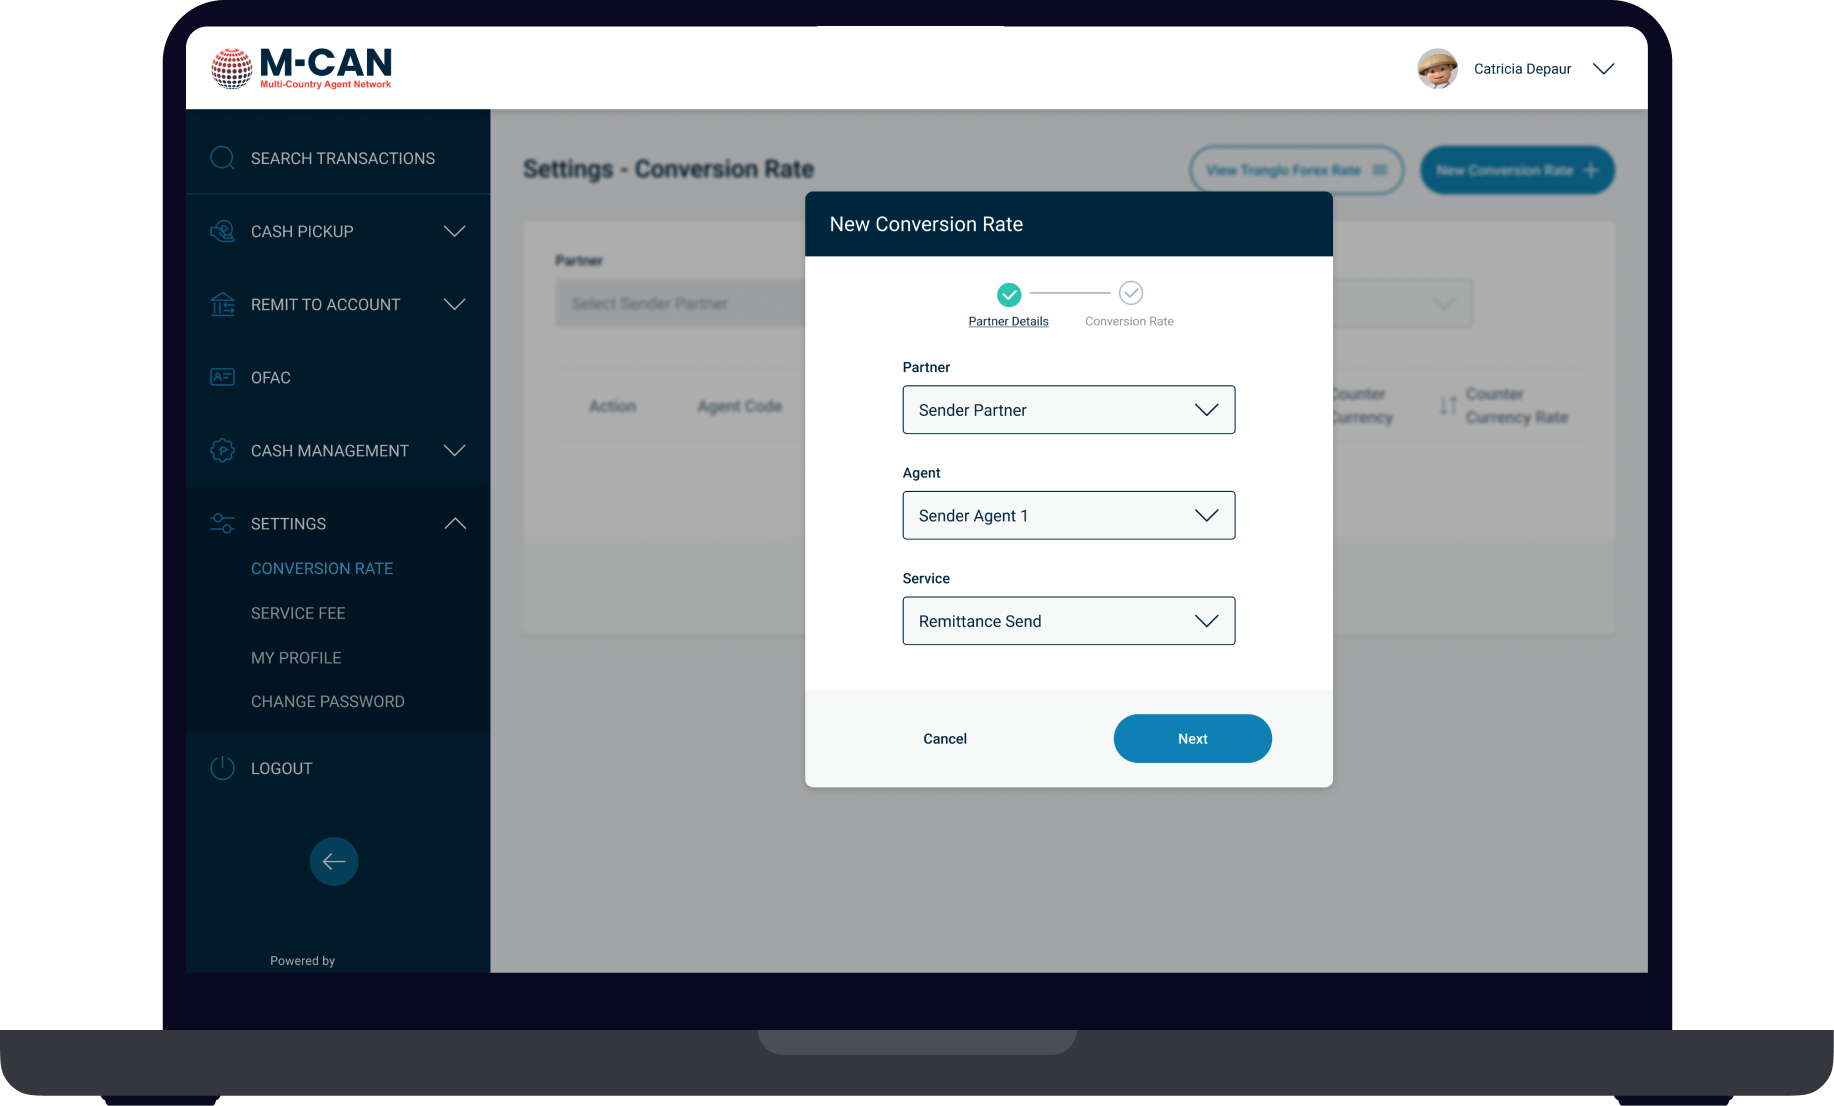 M-CAN
Multi-Country Agent Network
Catricia Depaur
SEARCH TRANSACTIONS
CASH PICKUP
REMIT TO ACCOUNT
OFAC
CASH MANAGEMENT
SETTINGS
CONVERSION RATE
SERVICE FEE
MY PROFILE
CHANGE PASSWORD
LOGOUT
Powered by
Settings - Conversion Rate
View Tranglo Forex Rate
New Conversion Rate
Partner
Select Sender Partner
Action
Agent Code
Counter
Currency
Counter
Currency Rate
New Conversion Rate
Partner Details
Conversion Rate
Partner
Sender Partner
Agent
Sender Agent 1
Service
Remittance Send
Cancel
Next